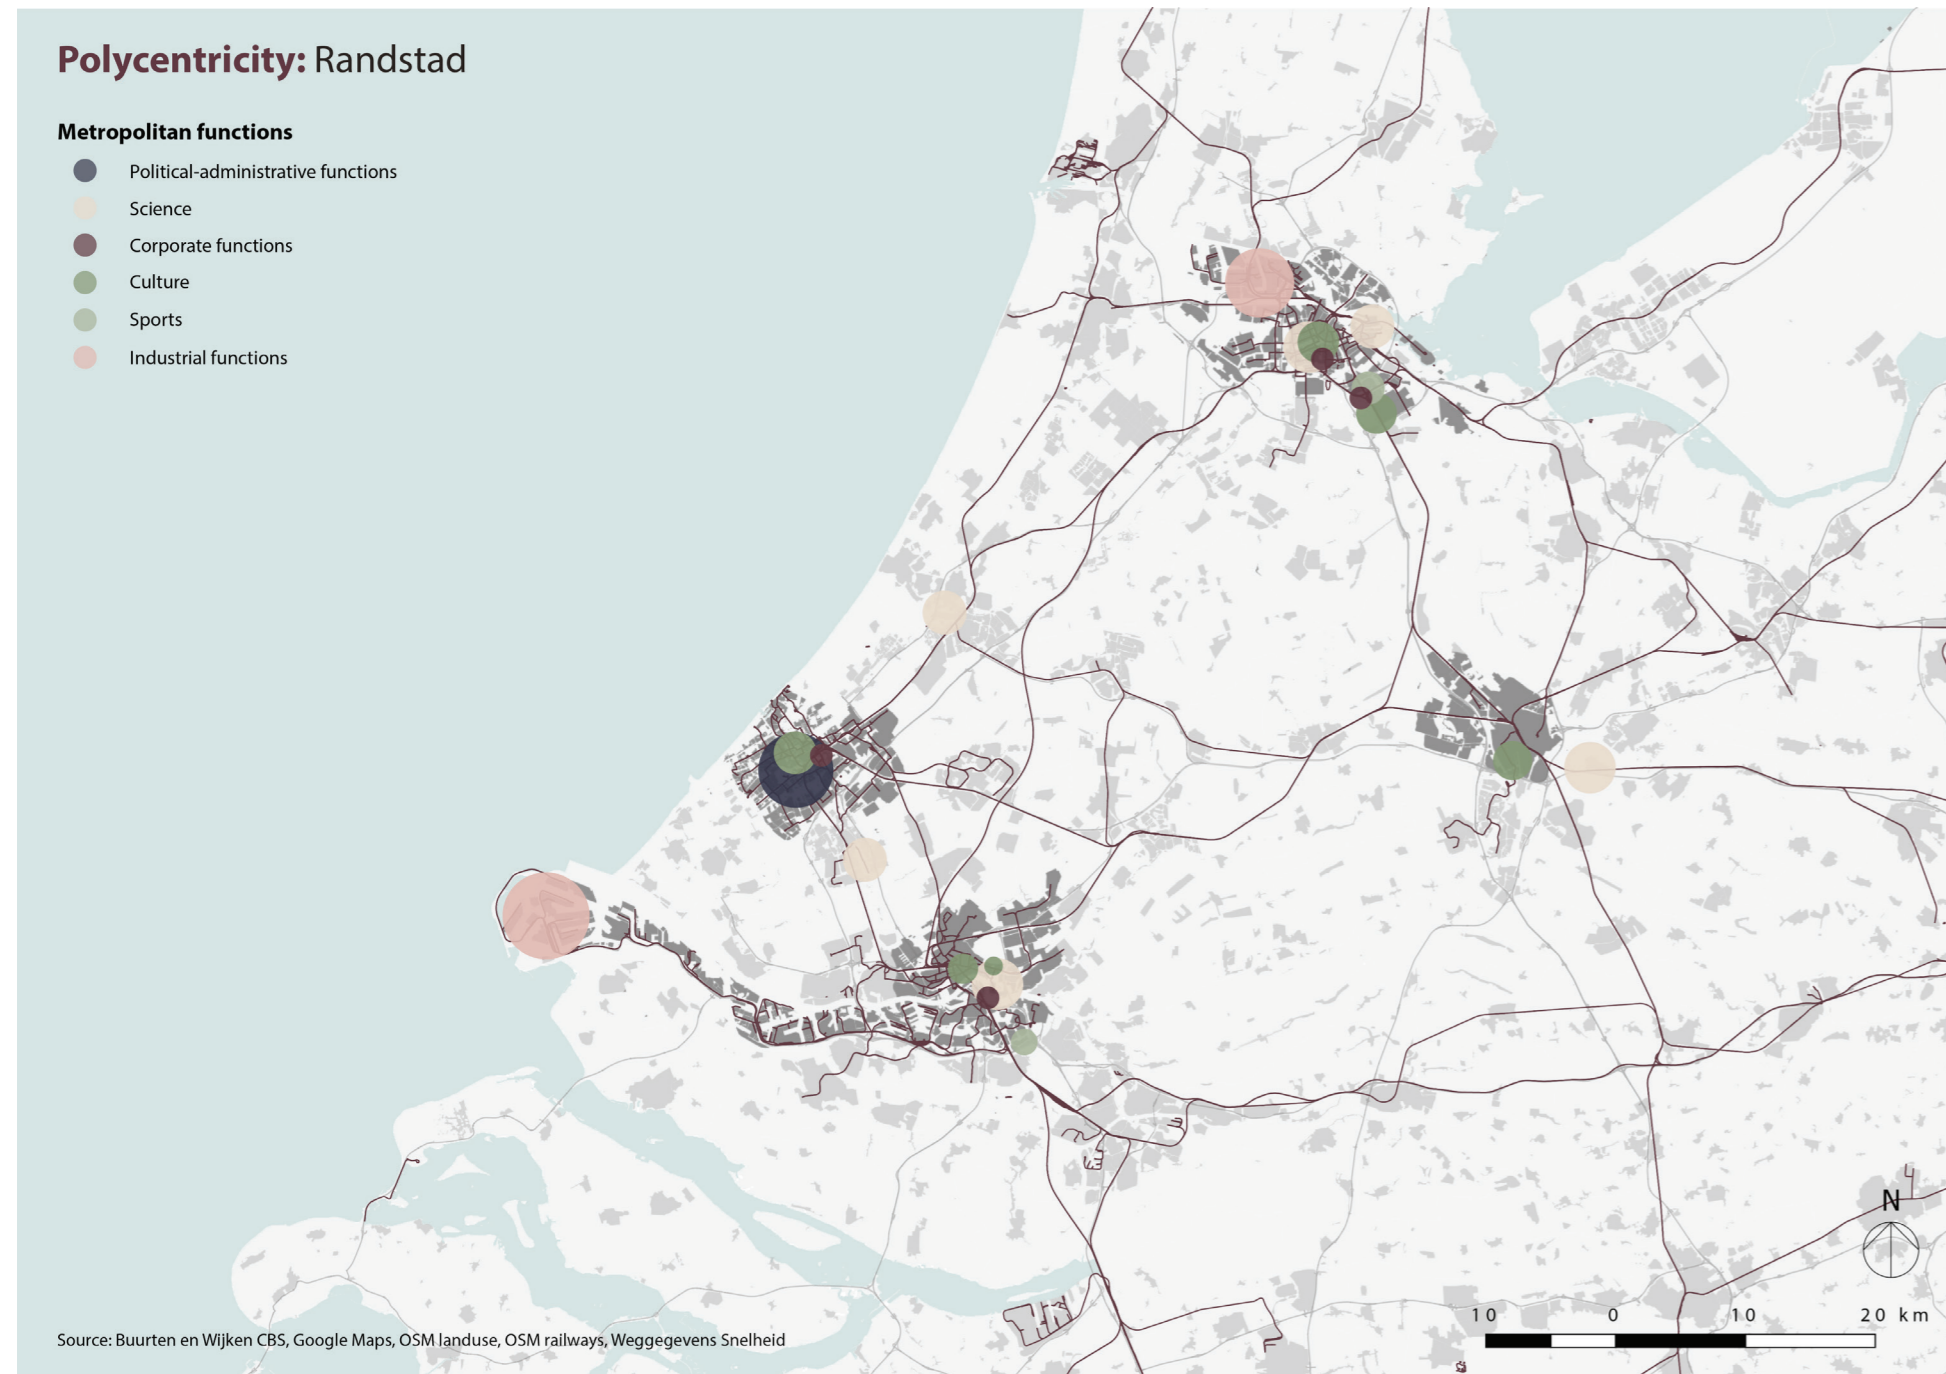 Polycentricity: Randstad
Metropolitan functions
Political-administrative functions
Science
Corporate functions
Culture
Sports
Industrial functions
N
10 0 10 20 km
Source: Buurten en Wijken CBS, Google Maps, OSM landuse, OSM railways, Weggegevens Snelheid